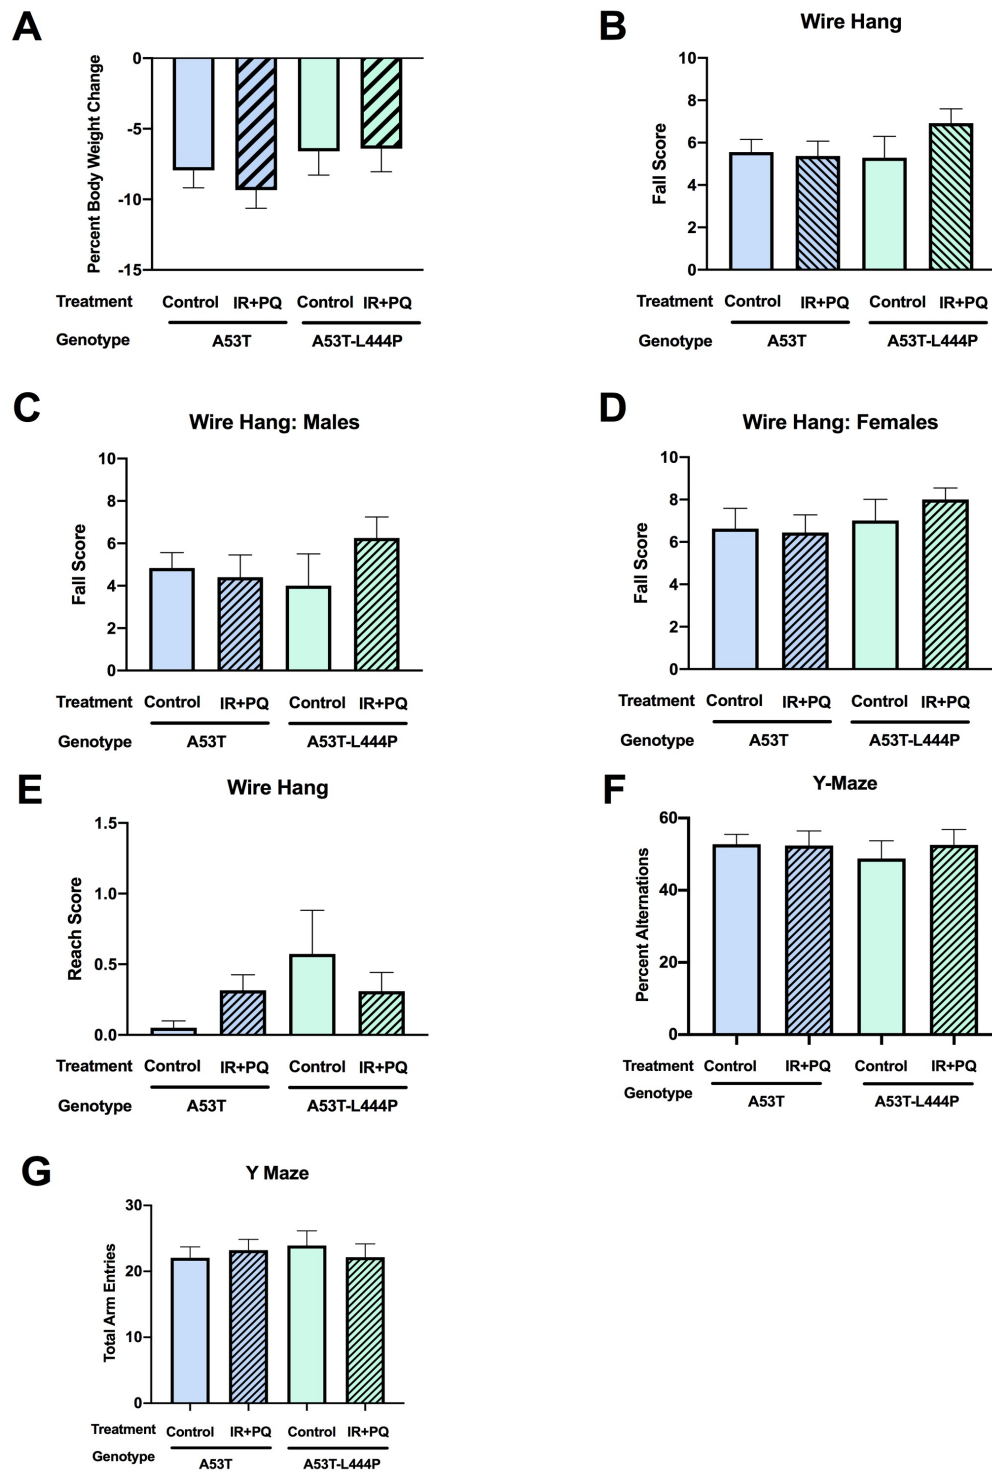 A
Percent Body Weight Change
0
-5
-10
-15
Treatment Control IR+PQ Control IR+PQ
Genotype A53T A53T-L444P
B
Wire Hang
Fall Score
10
8
6
4
2
0
Treatment Control IR+PQ Control IR+PQ
Genotype A53T A53T-L444P
C
Wire Hang: Males
Fall Score
10
8
6
4
2
0
Treatment Control IR+PQ Control IR+PQ
Genotype A53T A53T-L444P
D
Wire Hang: Females
Fall Score
10
8
6
4
2
0
Treatment Control IR+PQ Control IR+PQ
Genotype A53T A53T-L444P
E
Wire Hang
Reach Score
1.5
1.0
0.5
0.0
Treatment Control IR+PQ Control IR+PQ
Genotype A53T A53T-L444P
F
Y-Maze
Percent Alternations
60
40
20
0
Treatment Control IR+PQ Control IR+PQ
Genotype A53T A53T-L444P
G
Y Maze
Total Arm Entries
30
20
10
0
Treatment Control IR+PQ Control IR+PQ
Genotype A53T A53T-L444P